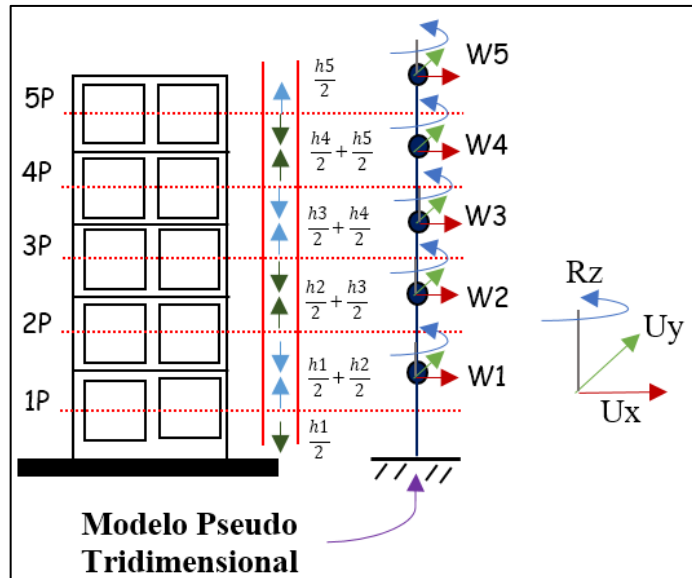 5P
4P
3P
2P
1P
h5/2
h4/2 + h5/2
h3/2 + h4/2
h2/2 + h3/2
h1/2 + h2/2
h1/2
W5
W4
W3
W2
W1
Rz
Uy
Ux
Modelo Pseudo
Tridimensional